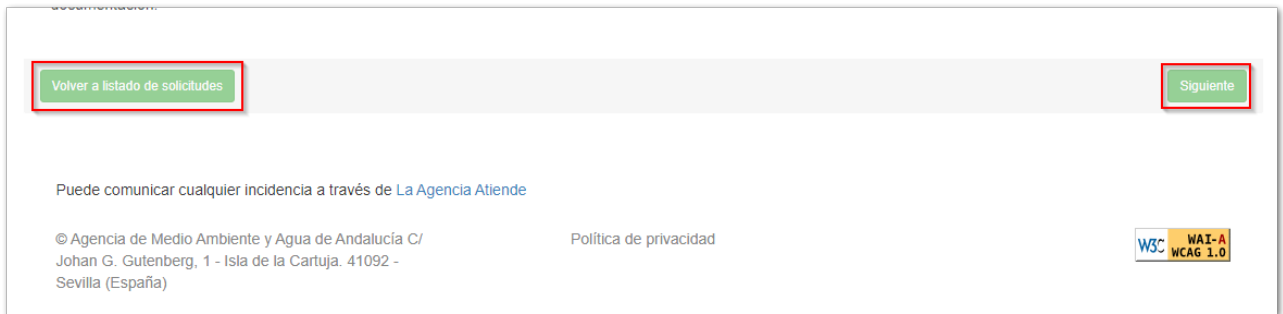 documentación.
Volver a listado de solicitudes
Siguiente
Puede comunicar cualquier incidencia a través de La Agencia Atiende
© Agencia de Medio Ambiente y Agua de Andalucía C/
Johan G. Gutenberg, 1 - Isla de la Cartuja. 41092 -
Sevilla (España)
Política de privacidad
W3C WAI-A
WCAG 1.0